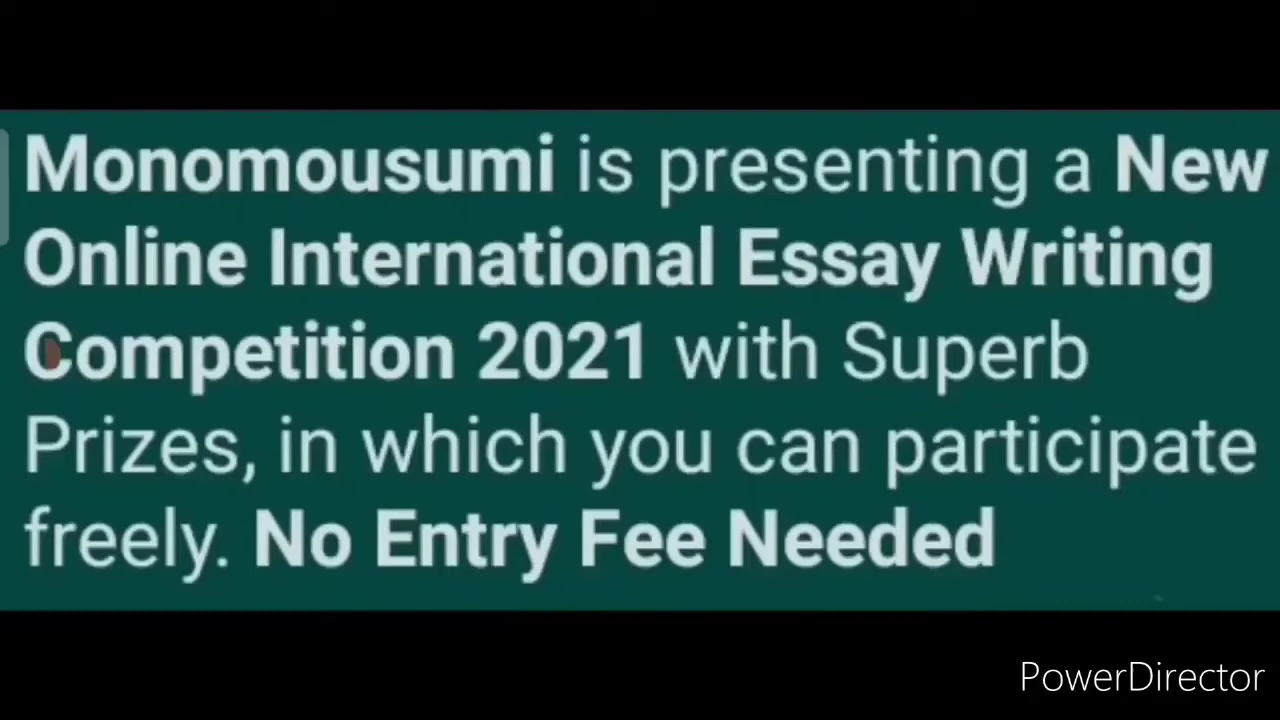 Monomousumi is presenting a New
Online International Essay Writing
Competition 2021 with Superb
Prizes, in which you can participate
freely. No Entry Fee Needed
PowerDirector